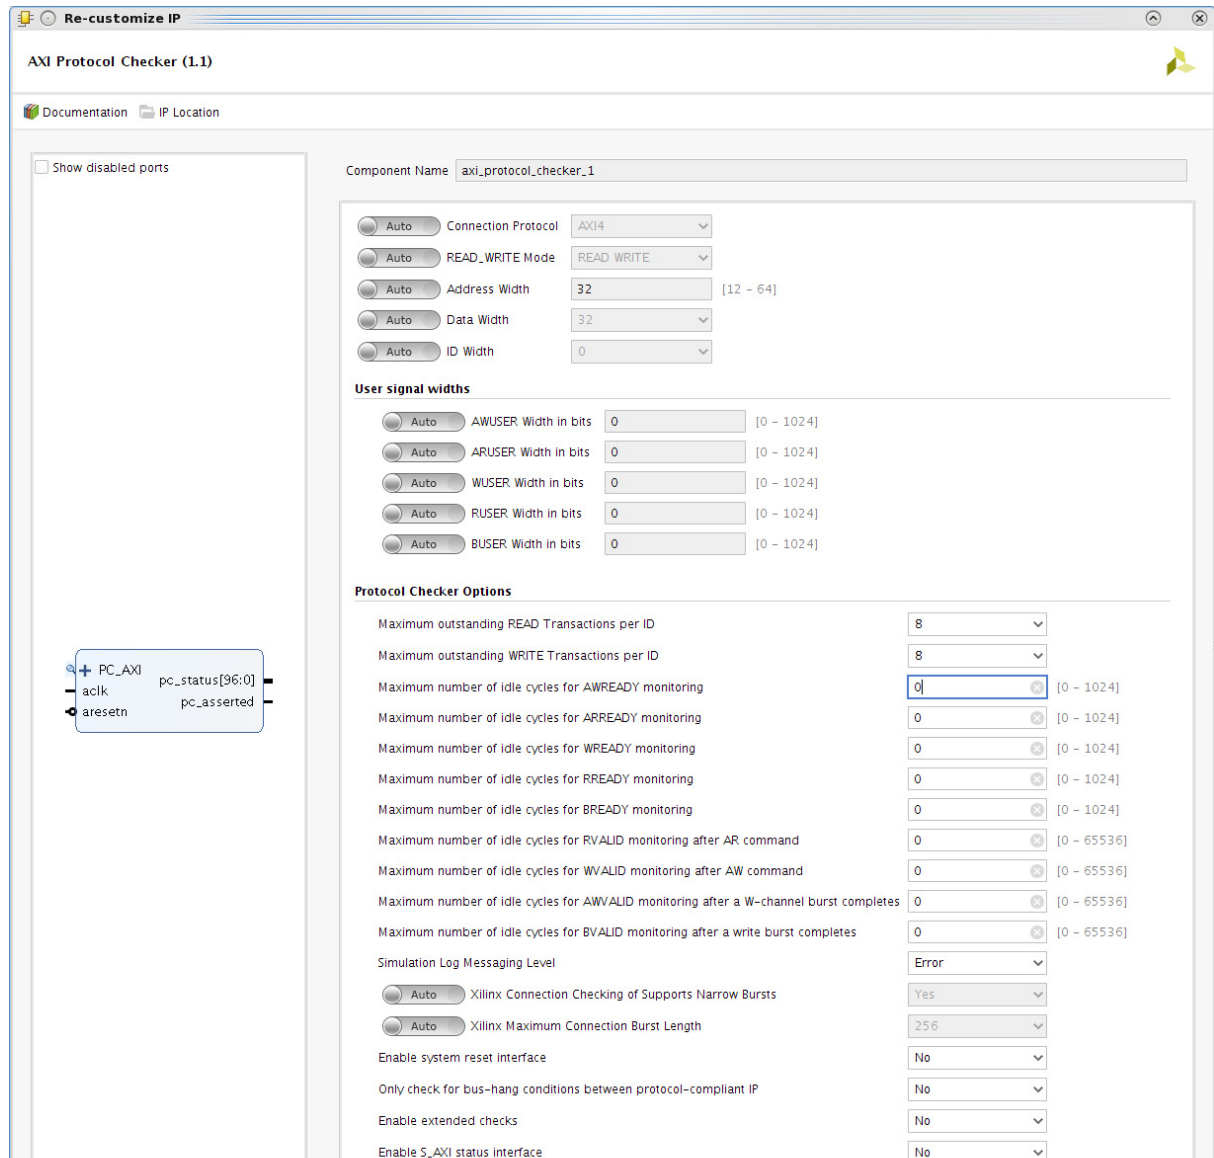 Re-customize IP
AXI Protocol Checker (1.1)
Documentation IP Location
Show disabled ports
Component Name axi_protocol_checker_1
Auto Connection Protocol AXI4
Auto READ_WRITE Mode READ WRITE
Auto Address Width 32 [12 - 64]
Auto Data Width 32
Auto ID Width 0
User signal widths
Auto AWUSER Width in bits 0 [0 - 1024]
Auto ARUSER Width in bits 0 [0 - 1024]
Auto WUSER Width in bits 0 [0 - 1024]
Auto RUSER Width in bits 0 [0 - 1024]
Auto BUSER Width in bits 0 [0 - 1024]
Protocol Checker Options
Maximum outstanding READ Transactions per ID 8
Maximum outstanding WRITE Transactions per ID 8
Maximum number of idle cycles for AWREADY monitoring 0 [0 - 1024]
Maximum number of idle cycles for ARREADY monitoring 0 [0 - 1024]
Maximum number of idle cycles for WREADY monitoring 0 [0 - 1024]
Maximum number of idle cycles for RREADY monitoring 0 [0 - 1024]
Maximum number of idle cycles for BREADY monitoring 0 [0 - 1024]
Maximum number of idle cycles for RVALID monitoring after AR command 0 [0 - 65536]
Maximum number of idle cycles for WVALID monitoring after AW command 0 [0 - 65536]
Maximum number of idle cycles for AWVALID monitoring after a W-channel burst completes 0 [0 - 65536]
Maximum number of idle cycles for BVALID monitoring after a write burst completes 0 [0 - 65536]
Simulation Log Messaging Level Error
Auto Xilinx Connection Checking of Supports Narrow Bursts Yes
Auto Xilinx Maximum Connection Burst Length 256
Enable system reset interface No
Only check for bus-hang conditions between protocol-compliant IP No
Enable extended checks No
Enable S_AXI status interface No
PC_AXI
aclk
aresetn
pc_status[96:0]
pc_asserted